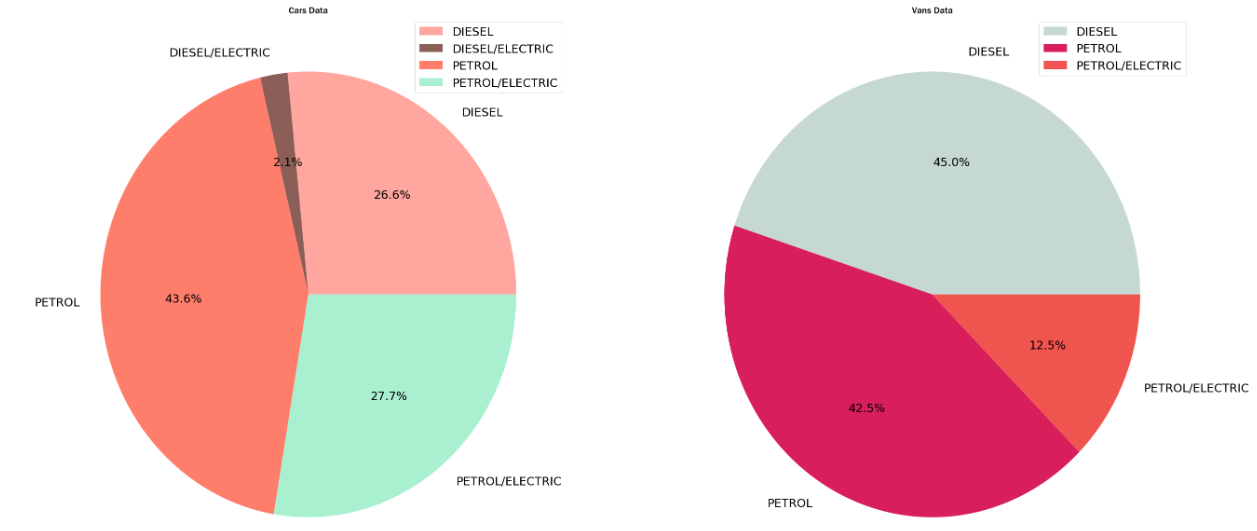 Cars Data
DIESEL
DIESEL/ELECTRIC
PETROL
PETROL/ELECTRIC
DIESEL/ELECTRIC
DIESEL
2.1%
26.6%
PETROL
43.6%
27.7%
PETROL/ELECTRIC
Vans Data
DIESEL
PETROL
PETROL/ELECTRIC
DIESEL
45.0%
12.5%
PETROL/ELECTRIC
42.5%
PETROL